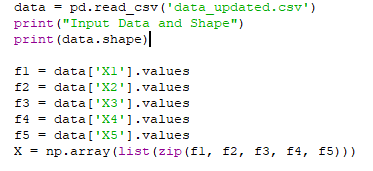 data = pd.read_csv('data_updated.csv')
print("Input Data and Shape")
print(data.shape)
f1 = data['X1'].values
f2 = data['X2'].values
f3 = data['X3'].values
f4 = data['X4'].values
f5 = data['X5'].values
X = np.array(list(zip(f1, f2, f3, f4, f5)))